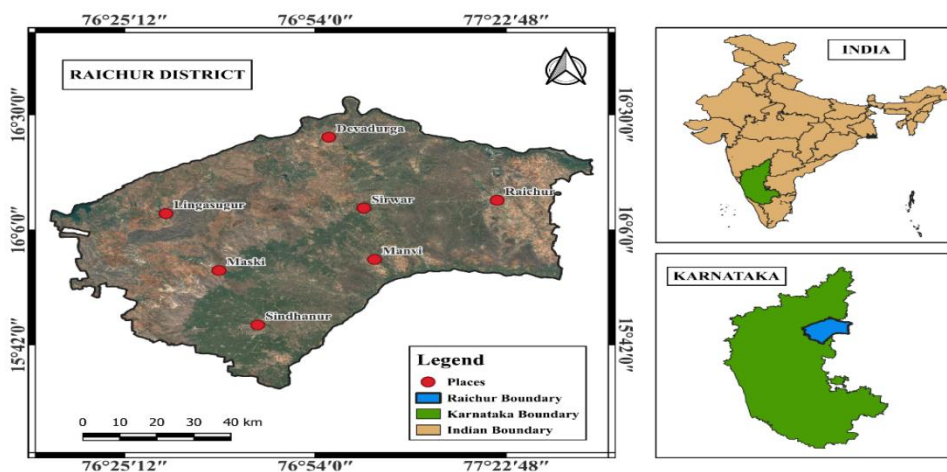 76°25'12" 76°54'0" 77°22'48"
RAICHUR DISTRICT
16°30'0" 16°30'0"
Devadurga
Lingasugur
Sirwar
Raichur
16°6'0" 16°6'0"
Maski
Manvi
Sindhanur
15°42'0" 15°42'0"
Legend
Places
Raichur Boundary
Karnataka Boundary
Indian Boundary
0 10 20 30 40 km
76°25'12" 76°54'0" 77°22'48"
INDIA
KARNATAKA